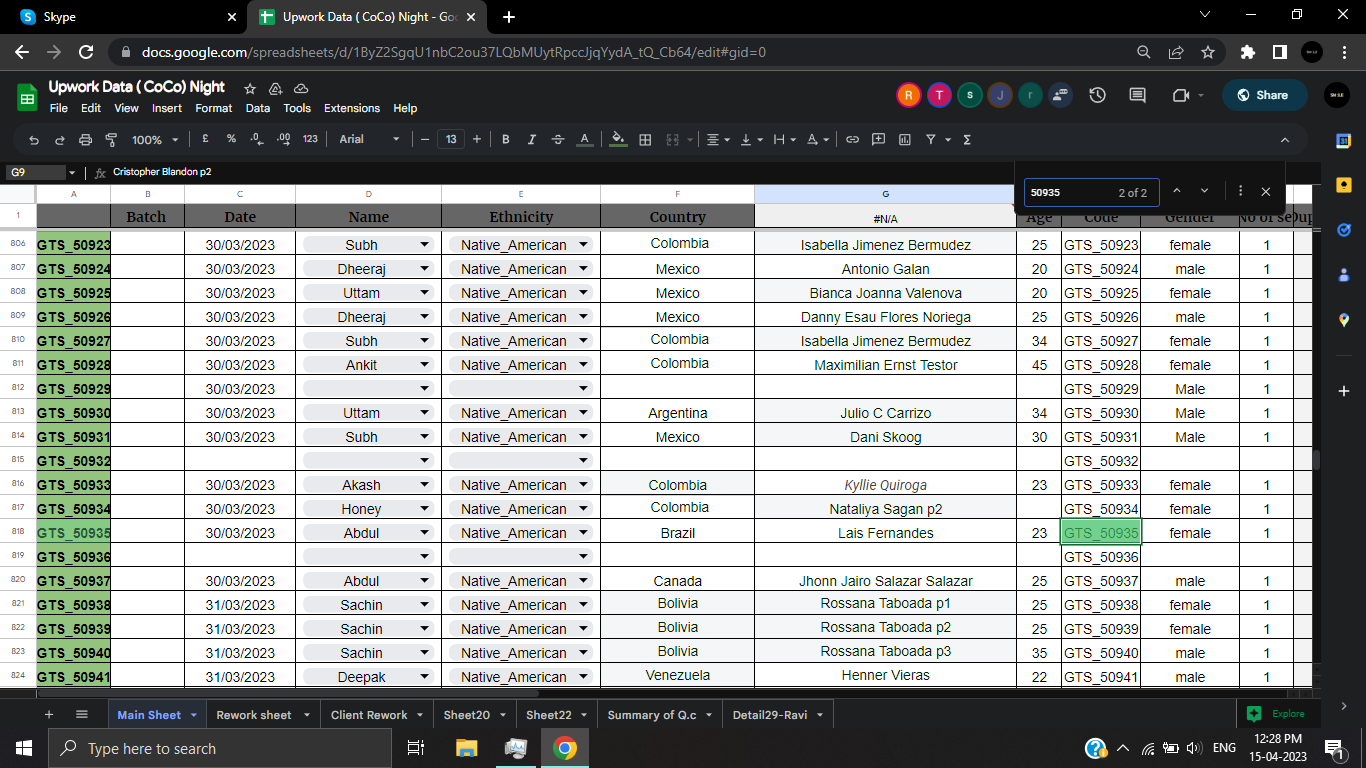 Skype
Upwork Data ( CoCo) Night - Goo
docs.google.com/spreadsheets/d/1ByZ2SgqU1nbC2ou37LQbMUytRpccJjqYydA_tQ_Cb64/edit#gid=0
Upwork Data ( CoCo) Night
File Edit View Insert Format Data Tools Extensions Help
R T s J r Share
100% £ % .0 .00 123 Arial 13 B I A
G9 fx Cristopher Blandon p2
50935 2 of 2
A B C D E F G
1 Batch Date Name Ethnicity Country #N/A Age Code Gender No of se Dup
806 GTS_50923 30/03/2023 Subh Native_American Colombia Isabella Jimenez Bermudez 25 GTS_50923 female 1
807 GTS_50924 30/03/2023 Dheeraj Native_American Mexico Antonio Galan 20 GTS_50924 male 1
808 GTS_50925 30/03/2023 Uttam Native_American Mexico Bianca Joanna Valenova 20 GTS_50925 female 1
809 GTS_50926 30/03/2023 Dheeraj Native_American Mexico Danny Esau Flores Noriega 25 GTS_50926 male 1
810 GTS_50927 30/03/2023 Subh Native_American Colombia Isabella Jimenez Bermudez 34 GTS_50927 female 1
811 GTS_50928 30/03/2023 Ankit Native_American Colombia Maximilian Ernst Testor 45 GTS_50928 female 1
812 GTS_50929 30/03/2023 GTS_50929 Male 1
813 GTS_50930 30/03/2023 Uttam Native_American Argentina Julio C Carrizo 34 GTS_50930 Male 1
814 GTS_50931 30/03/2023 Subh Native_American Mexico Dani Skoog 30 GTS_50931 Male 1
815 GTS_50932 GTS_50932
816 GTS_50933 30/03/2023 Akash Native_American Colombia Kyllie Quiroga 23 GTS_50933 female 1
817 GTS_50934 30/03/2023 Honey Native_American Colombia Nataliya Sagan p2 GTS_50934 female 1
818 GTS_50935 30/03/2023 Abdul Native_American Brazil Lais Fernandes 23 GTS_50935 female 1
819 GTS_50936 GTS_50936
820 GTS_50937 30/03/2023 Abdul Native_American Canada Jhonn Jairo Salazar Salazar 25 GTS_50937 male 1
821 GTS_50938 31/03/2023 Sachin Native_American Bolivia Rossana Taboada p1 25 GTS_50938 female 1
822 GTS_50939 31/03/2023 Sachin Native_American Bolivia Rossana Taboada p2 25 GTS_50939 female 1
823 GTS_50940 31/03/2023 Sachin Native_American Bolivia Rossana Taboada p3 35 GTS_50940 male 1
824 GTS_50941 31/03/2023 Deepak Native_American Venezuela Henner Vieras 22 GTS_50941 male 1
Main Sheet Rework sheet Client Rework Sheet20 Sheet22 Summary of Q.c Detail29-Ravi Explore
Type here to search
ENG
12:28 PM
15-04-2023
1